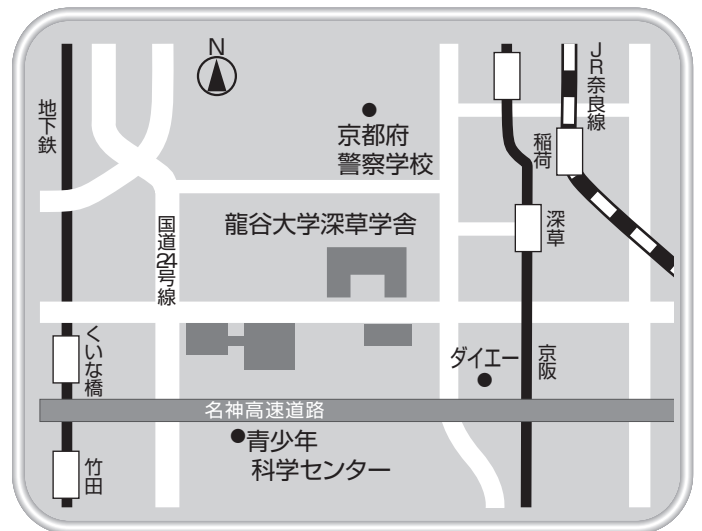 N
地下鉄
JR奈良線
京都府
警察学校
稲荷
国道24号線
龍谷大学深草学舎
深草
くいな橋
ダイエー
京阪
名神高速道路
青少年
科学センター
竹田